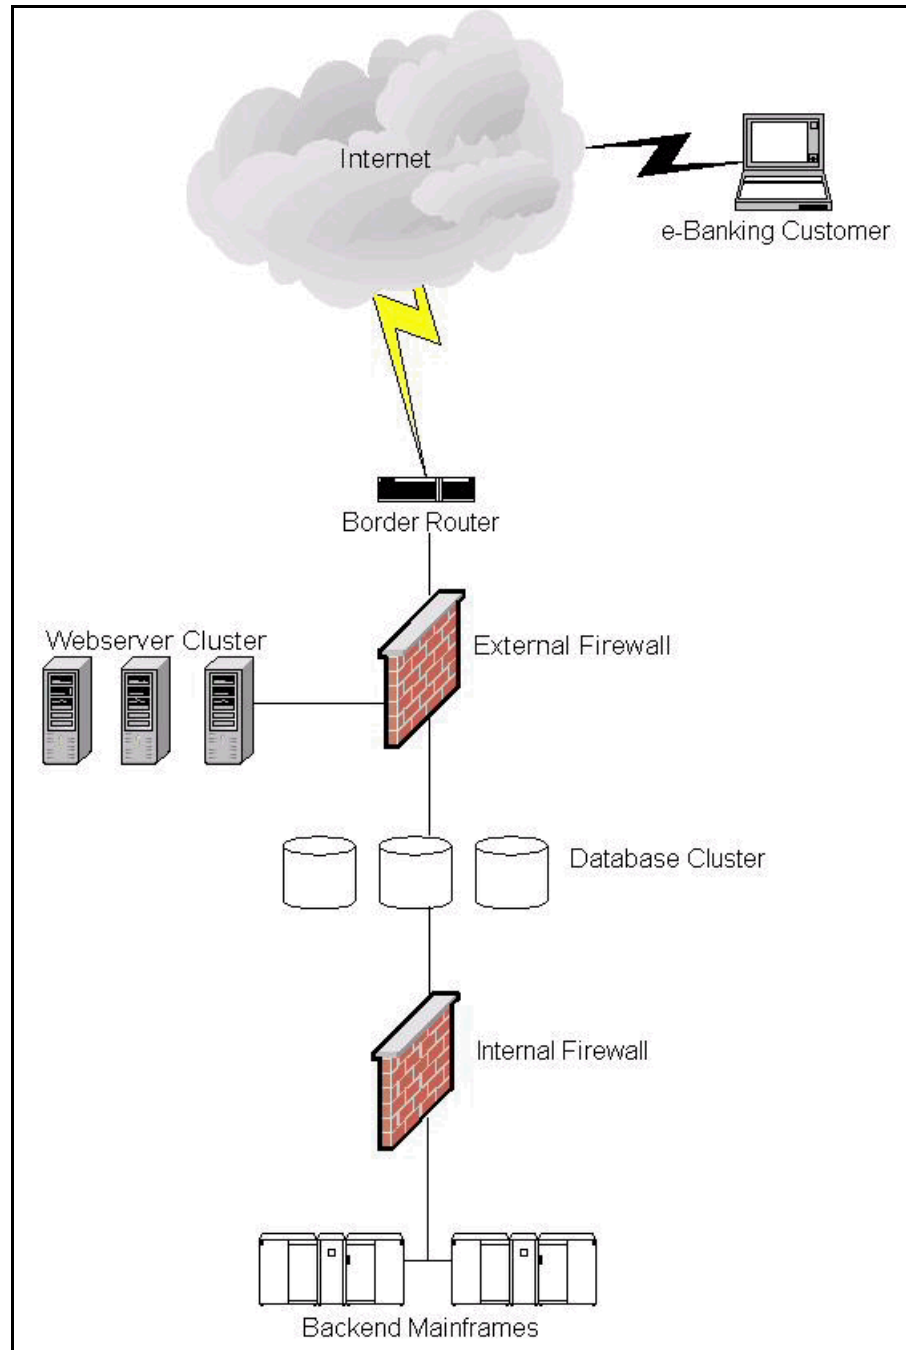 Internet
e-Banking Customer
Border Router
Webserver Cluster
External Firewall
Database Cluster
Internal Firewall
Backend Mainframes